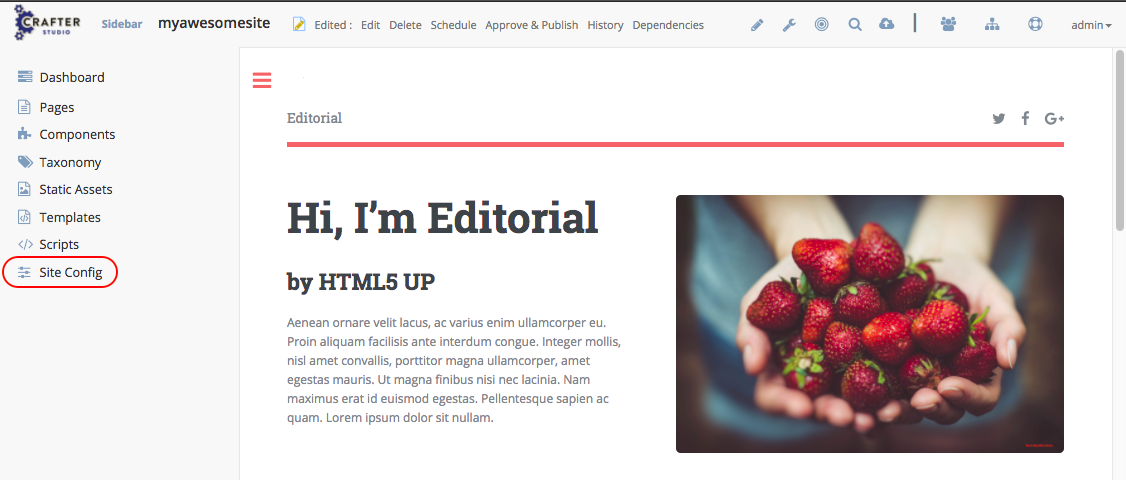 CRAFTER
STUDIO
Sidebar
myawesomesite
Edited :
Edit
Delete
Schedule
Approve & Publish
History
Dependencies
admin
Dashboard
Pages
Components
Taxonomy
Static Assets
Templates
Scripts
Site Config
Editorial
Hi, I’m Editorial
by HTML5 UP
Aenean ornare velit lacus, ac varius enim ullamcorper eu.
Proin aliquam facilisis ante interdum congue. Integer mollis,
nisl amet convallis, porttitor magna ullamcorper, amet
egestas mauris. Ut magna finibus nisi nec lacinia. Nam
maximus erat id euismod egestas. Pellentesque sapien ac
quam. Lorem ipsum dolor sit nullam.